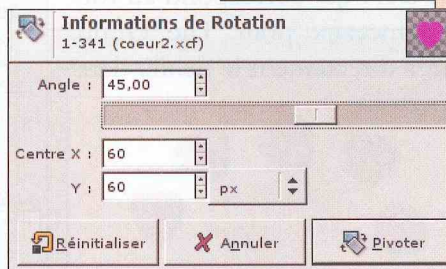 Informations de Rotation
1-341 (coeur2.xcf)
Angle : 45,00
Centre X : 60
Y : 60 px
Réinitialiser Annuler Pivoter